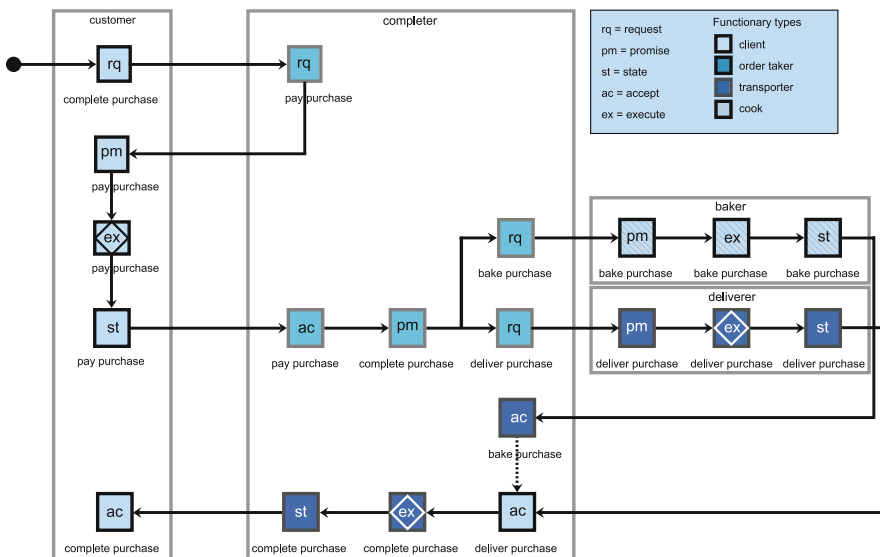 customer
completer
rq = request
pm = promise
st = state
ac = accept
ex = execute
Functionary types
client
order taker
transporter
cook
rq
complete purchase
rq
pay purchase
pm
pay purchase
ex
pay purchase
st
pay purchase
ac
pay purchase
pm
complete purchase
rq
bake purchase
rq
deliver purchase
baker
pm
bake purchase
ex
bake purchase
st
bake purchase
deliverer
pm
deliver purchase
ex
deliver purchase
st
deliver purchase
ac
bake purchase
ac
complete purchase
st
complete purchase
ex
complete purchase
ac
deliver purchase